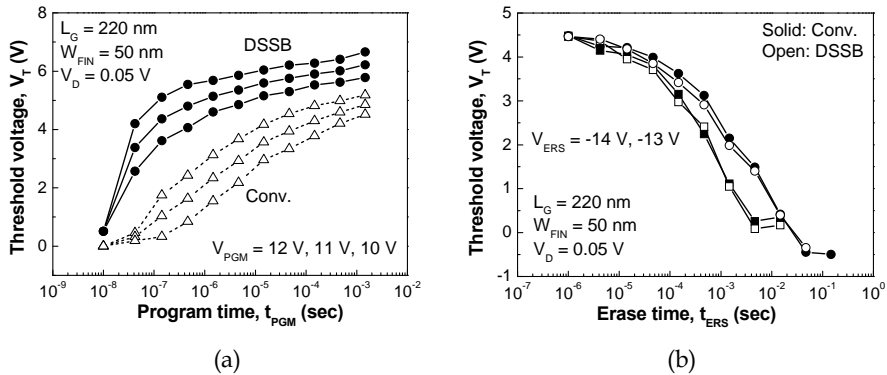 L_G = 220 nm
W_FIN = 50 nm
V_D = 0.05 V
DSSB
Conv.
V_PGM = 12 V, 11 V, 10 V
Threshold voltage, V_T (V)
8
6
4
2
0
10^-9 10^-8 10^-7 10^-6 10^-5 10^-4 10^-3 10^-2
Program time, t_PGM (sec)
(a)
Solid: Conv.
Open: DSSB
V_ERS = -14 V, -13 V
L_G = 220 nm
W_FIN = 50 nm
V_D = 0.05 V
Threshold voltage, V_T (V)
5
4
3
2
1
0
-1
10^-7 10^-6 10^-5 10^-4 10^-3 10^-2 10^-1 10^0
Erase time, t_ERS (sec)
(b)